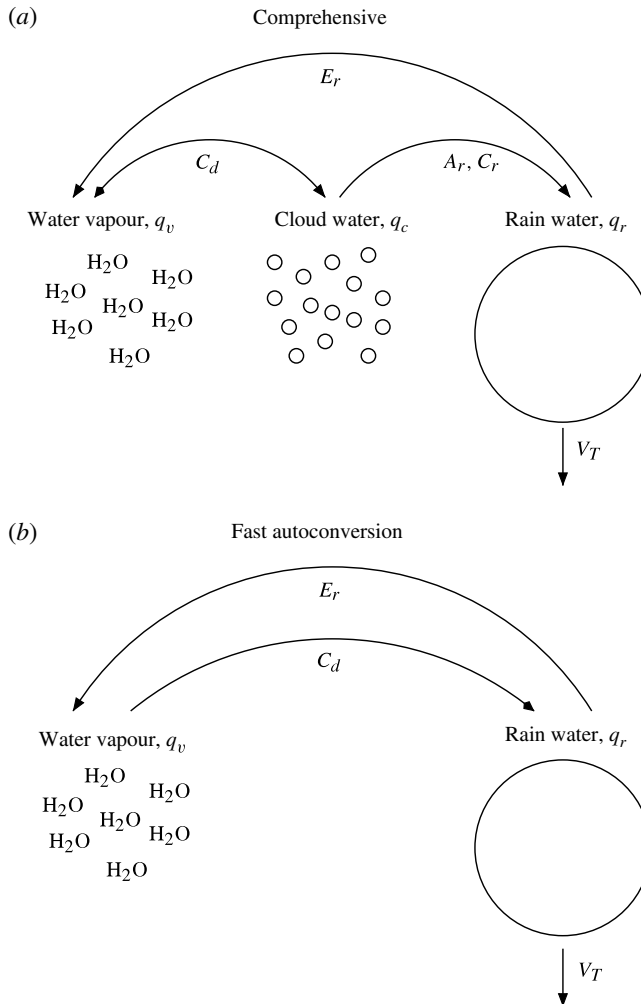 (a) Comprehensive
E_r
C_d A_r, C_r
Water vapour, q_v Cloud water, q_c Rain water, q_r
H₂O
H₂O
H₂O
H₂O
H₂O
H₂O
H₂O
V_T
(b) Fast autoconversion
E_r
C_d
Water vapour, q_v Rain water, q_r
H₂O
H₂O
H₂O
H₂O
H₂O
H₂O
H₂O
V_T